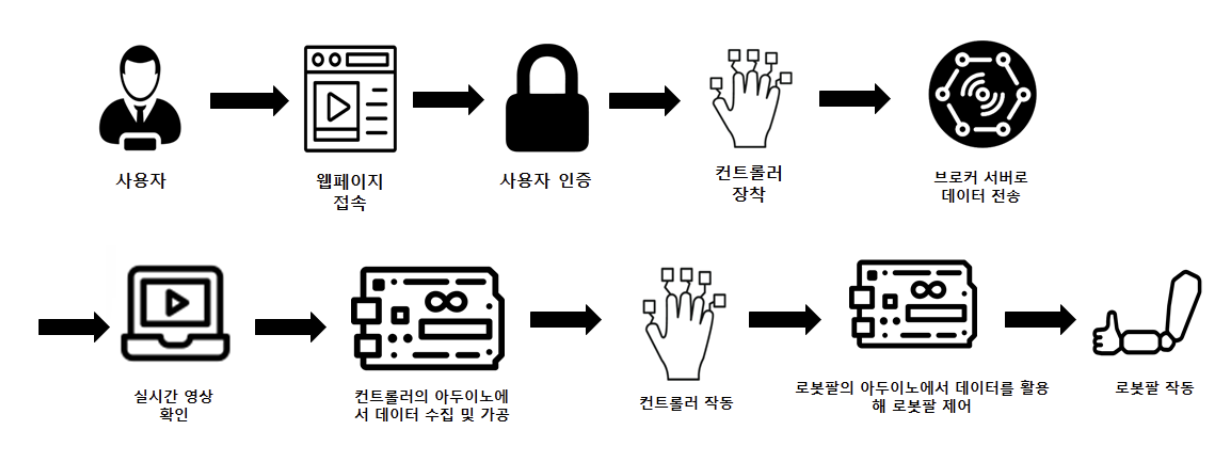 사용자
웹페이지
접속
사용자 인증
컨트롤러
장착
브로커 서버로
데이터 전송
실시간 영상
확인
컨트롤러의 아두이노에
서 데이터 수집 및 가공
컨트롤러 작동
로봇팔의 아두이노에서 데이터를 활용
해 로봇팔 제어
로봇팔 작동